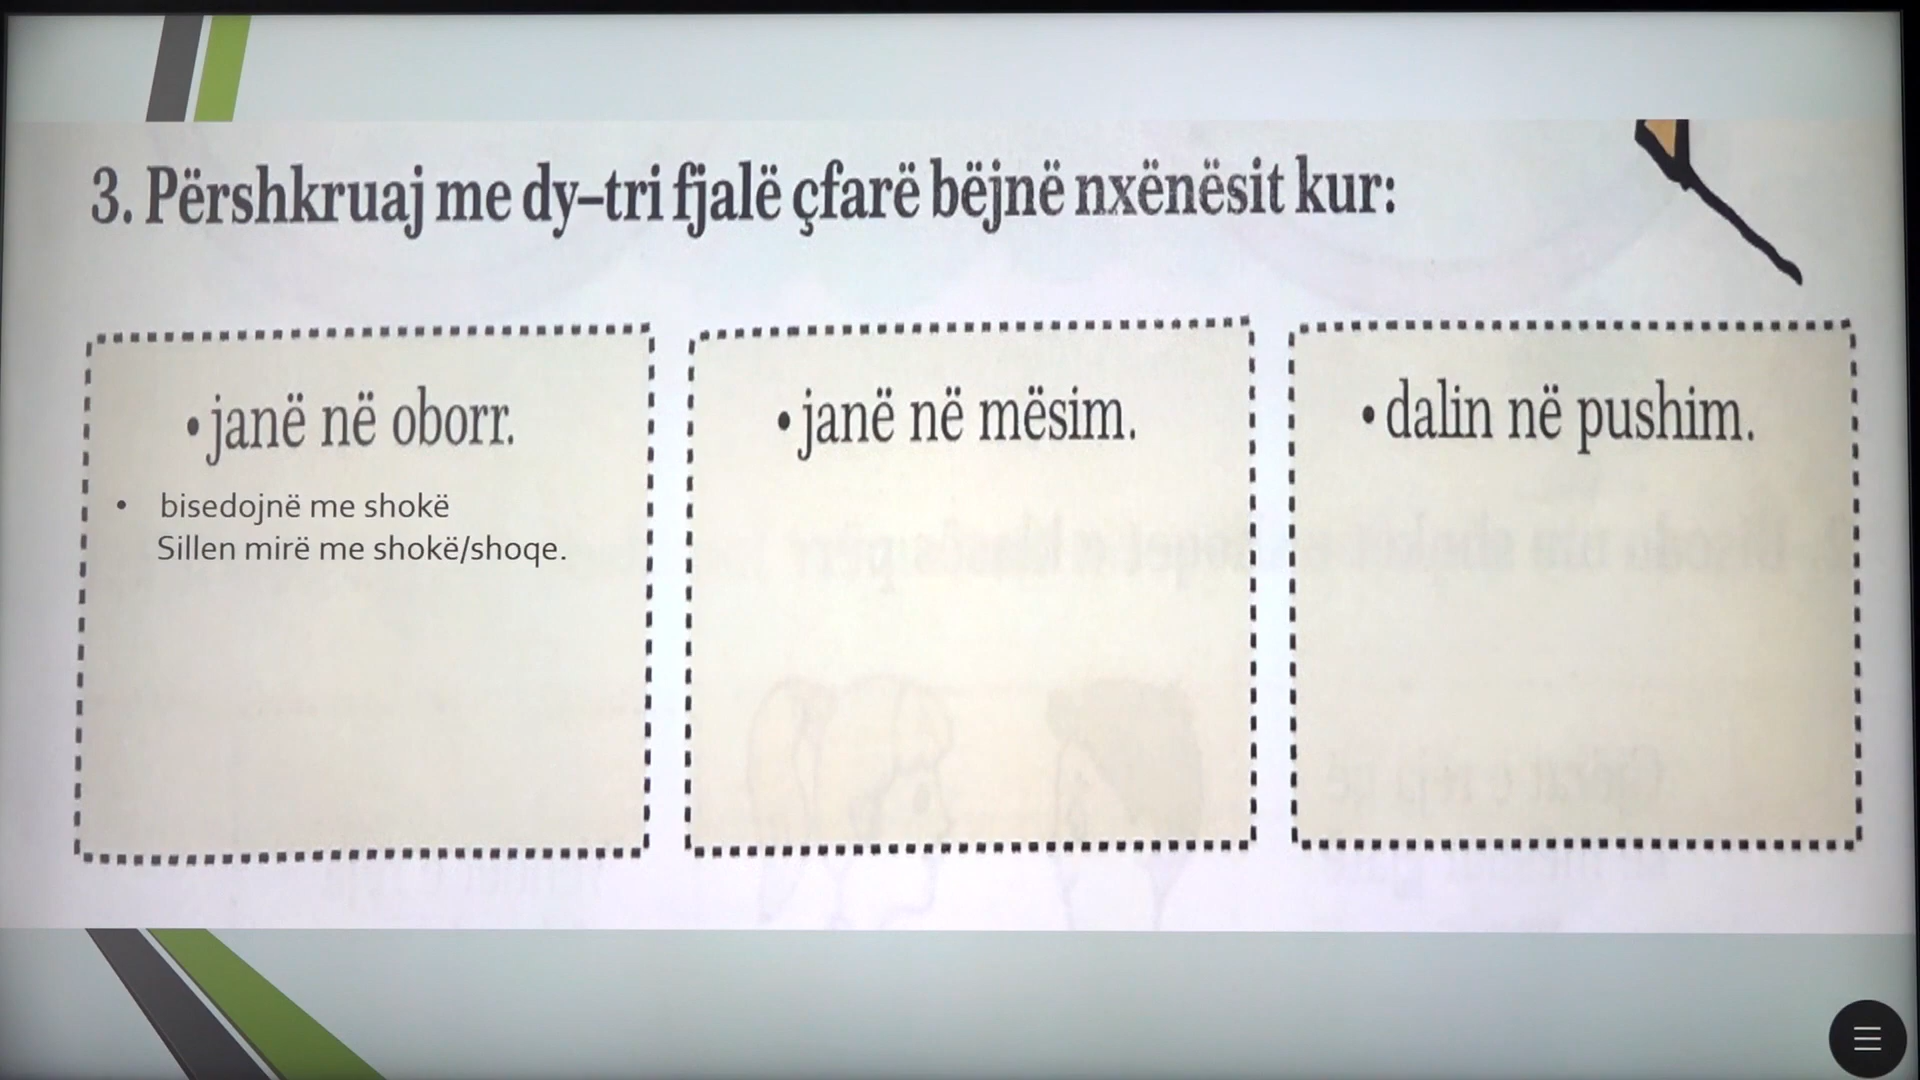 3. Përshkruaj me dy–tri fjalë çfarë bëjnë nxënësit kur:
• janë në oborr.
• bisedojnë me shokë
Sillen mirë me shokë/shoqe.
• janë në mësim.
• dalin në pushim.